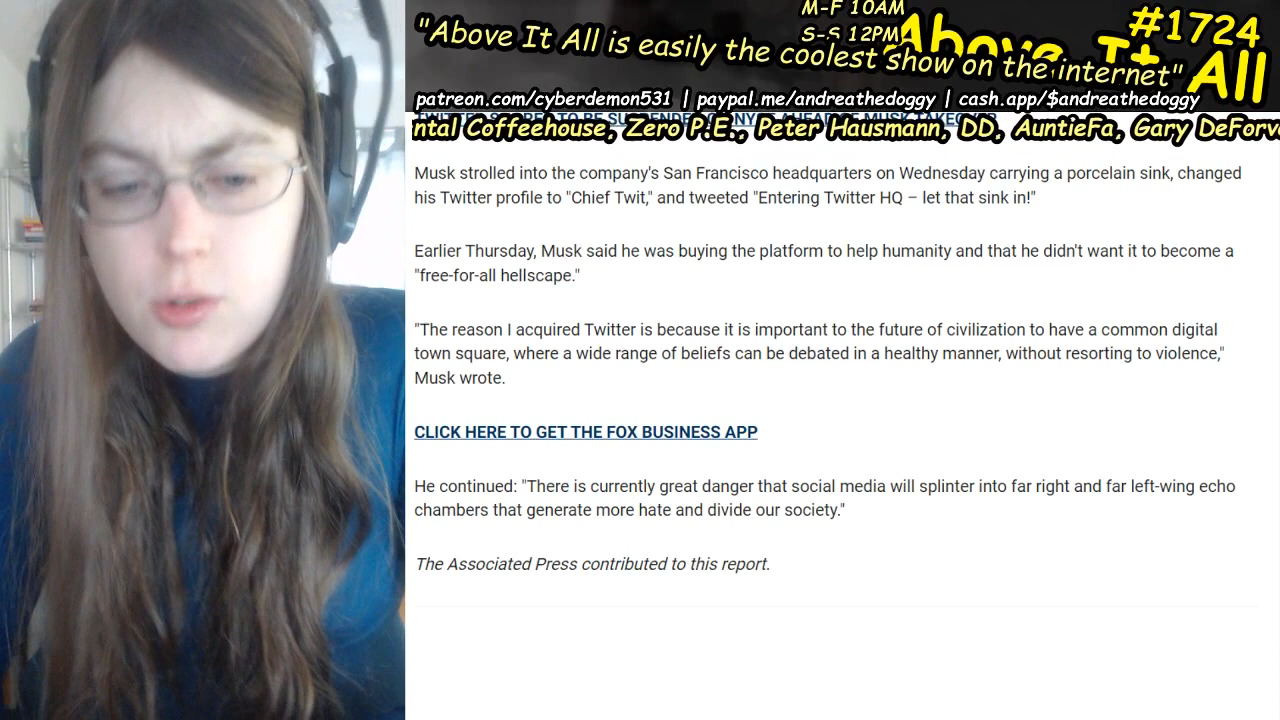 M-F 10AM
S-S 12PM
Above It All
#1724
"Above It All is easily the coolest show on the internet"
patreon.com/cyberdemon531 | paypal.me/andreathedoggy | cash.app/$andreathedoggy
ntal Coffeehouse, Zero P.E., Peter Hausmann, DD, AuntieFa, Gary DeForv
Musk strolled into the company's San Francisco headquarters on Wednesday carrying a porcelain sink, changed
his Twitter profile to "Chief Twit," and tweeted "Entering Twitter HQ – let that sink in!"
Earlier Thursday, Musk said he was buying the platform to help humanity and that he didn't want it to become a
"free-for-all hellscape."
"The reason I acquired Twitter is because it is important to the future of civilization to have a common digital
town square, where a wide range of beliefs can be debated in a healthy manner, without resorting to violence,"
Musk wrote.
CLICK HERE TO GET THE FOX BUSINESS APP
He continued: "There is currently great danger that social media will splinter into far right and far left-wing echo
chambers that generate more hate and divide our society."
The Associated Press contributed to this report.